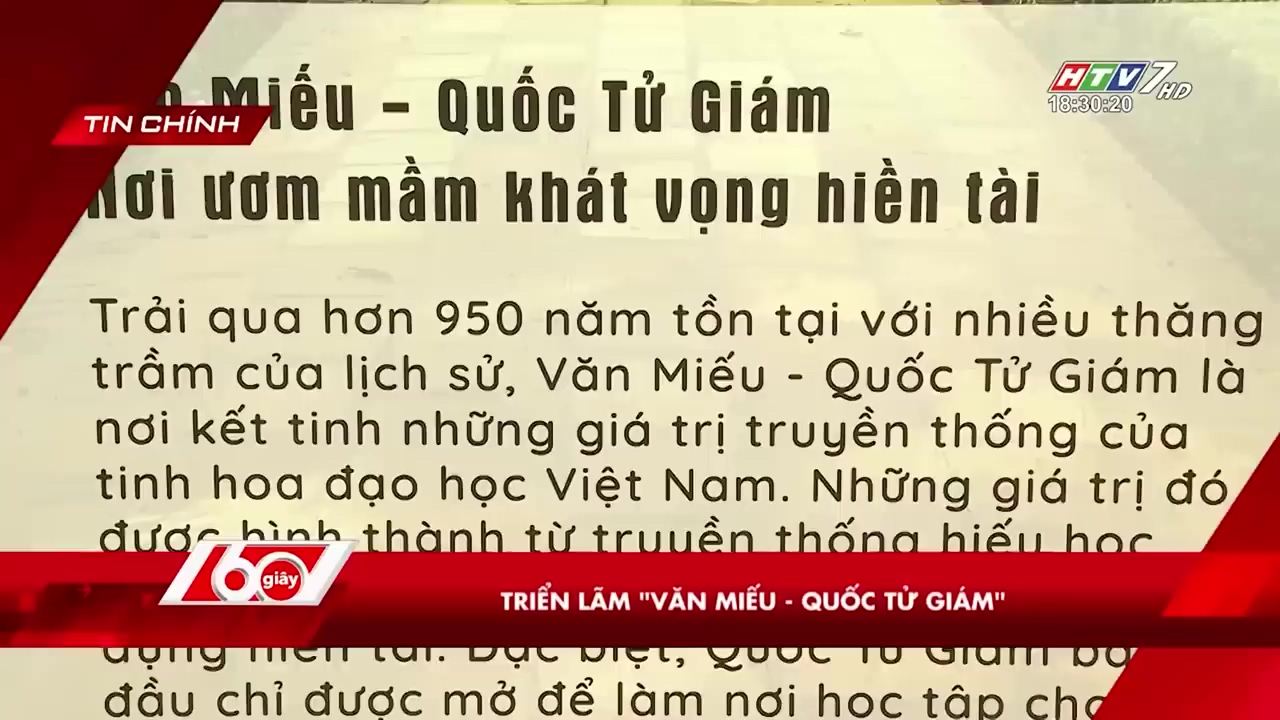 HTV7 HD
18:30:20
TIN CHÍNH
Miếu – Quốc Tử Giám
Nơi ươm mầm khát vọng hiền tài
Trải qua hơn 950 năm tồn tại với nhiều thăng
trầm của lịch sử, Văn Miếu - Quốc Tử Giám là
nơi kết tinh những giá trị truyền thống của
tinh hoa đạo học Việt Nam. Những giá trị đó
được hình thành từ truyền thống hiếu học
60 giây
TRIỂN LÃM "VĂN MIẾU - QUỐC TỬ GIÁM"
dụng hiền tài. Đặc biệt, Quốc Tử Giám
đầu chỉ được mở để làm nơi học tập cho